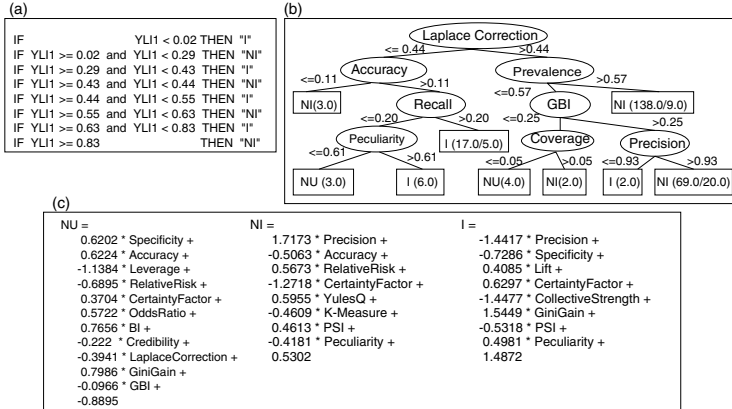 (a)
IF YLI1 < 0.02 THEN "I"
IF YLI1 >= 0.02 and YLI1 < 0.29 THEN "NI"
IF YLI1 >= 0.29 and YLI1 < 0.43 THEN "I"
IF YLI1 >= 0.43 and YLI1 < 0.44 THEN "NI"
IF YLI1 >= 0.44 and YLI1 < 0.55 THEN "I"
IF YLI1 >= 0.55 and YLI1 < 0.63 THEN "NI"
IF YLI1 >= 0.63 and YLI1 < 0.83 THEN "I"
IF YLI1 >= 0.83 THEN "NI"
(b)
Laplace Correction
<= 0.44 >0.44
Accuracy Prevalence
<=0.11 >0.11 <=0.57 >0.57
NI(3.0) Recall GBI NI (138.0/9.0)
<=0.20 >0.20 <=0.25 >0.25
Peculiarity I (17.0/5.0) Coverage Precision
<=0.61 >0.61 <=0.05 >0.05 <=0.93 >0.93
NU (3.0) I (6.0) NU(4.0) NI(2.0) I (2.0) NI (69.0/20.0)
(c)
NU =
0.6202 * Specificity +
0.6224 * Accuracy +
-1.1384 * Leverage +
-0.6895 * RelativeRisk +
0.3704 * CertaintyFactor +
0.5722 * OddsRatio +
0.7656 * BI +
-0.222 * Credibility +
-0.3941 * LaplaceCorrection +
0.7986 * GiniGain +
-0.0966 * GBI +
-0.8895
NI =
1.7173 * Precision +
-0.5063 * Accuracy +
0.5673 * RelativeRisk +
-1.2718 * CertaintyFactor +
0.5955 * YulesQ +
-0.4609 * K-Measure +
0.4613 * PSI +
-0.4181 * Peculiarity +
0.5302
I =
-1.4417 * Precision +
-0.7286 * Specificity +
0.4085 * Lift +
0.6297 * CertaintyFactor +
-1.4477 * CollectiveStrength +
1.5449 * GiniGain +
-0.5318 * PSI +
0.4981 * Peculiarity +
1.4872